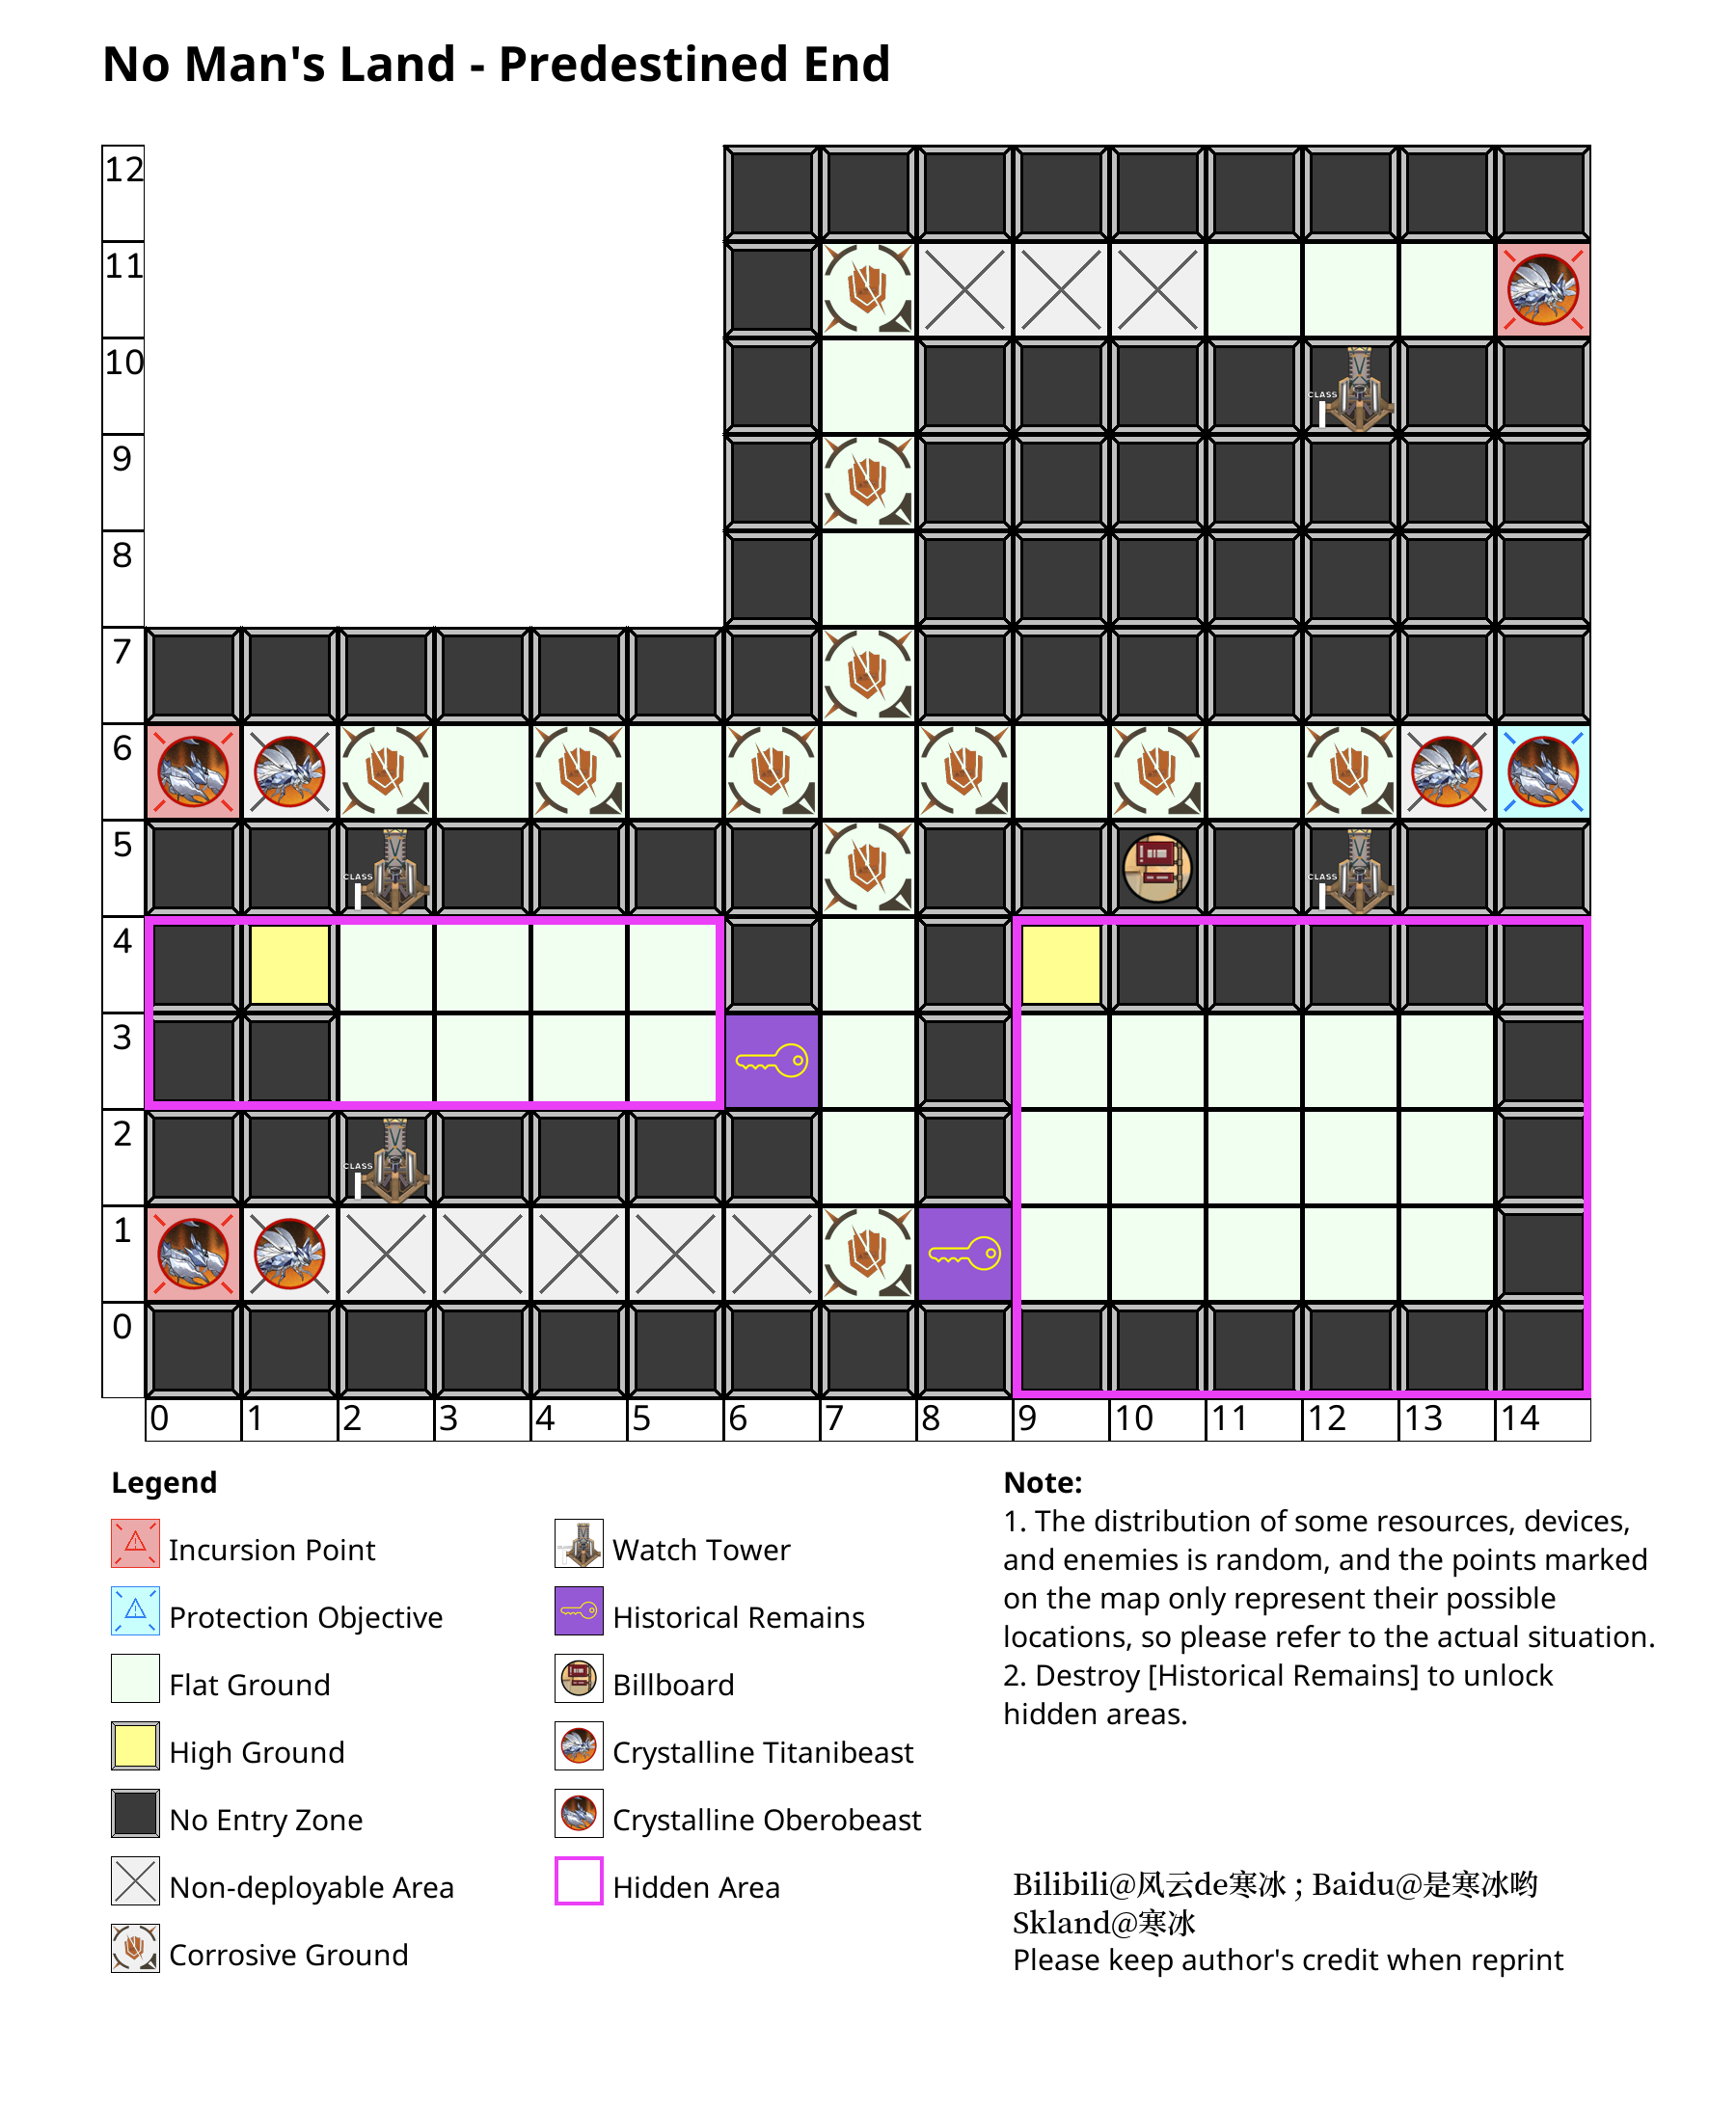 No Man's Land - Predestined End
12
11
10
9
8
7
6
5
4
3
2
1
0
CLASS
CLASS
CLASS
CLASS
0 1 2 3 4 5 6 7 8 9 10 11 12 13 14
Legend
Incursion Point
Protection Objective
Flat Ground
High Ground
No Entry Zone
Non-deployable Area
Corrosive Ground
Watch Tower
Historical Remains
Billboard
Crystalline Titanibeast
Crystalline Oberobeast
Hidden Area
Note:
1. The distribution of some resources, devices,
and enemies is random, and the points marked
on the map only represent their possible
locations, so please refer to the actual situation.
2. Destroy [Historical Remains] to unlock
hidden areas.
Bilibili@风云de寒冰 ; Baidu@是寒冰哟
Skland@寒冰
Please keep author's credit when reprint